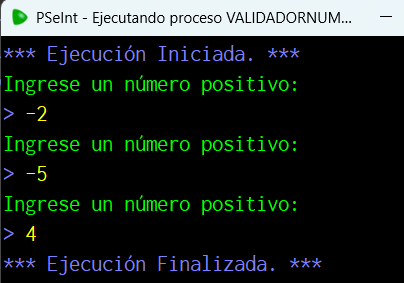 PSeInt - Ejecutando proceso VALIDADORNUM...
*** Ejecución Iniciada. ***
Ingrese un número positivo:
> -2
Ingrese un número positivo:
> -5
Ingrese un número positivo:
> 4
*** Ejecución Finalizada. ***